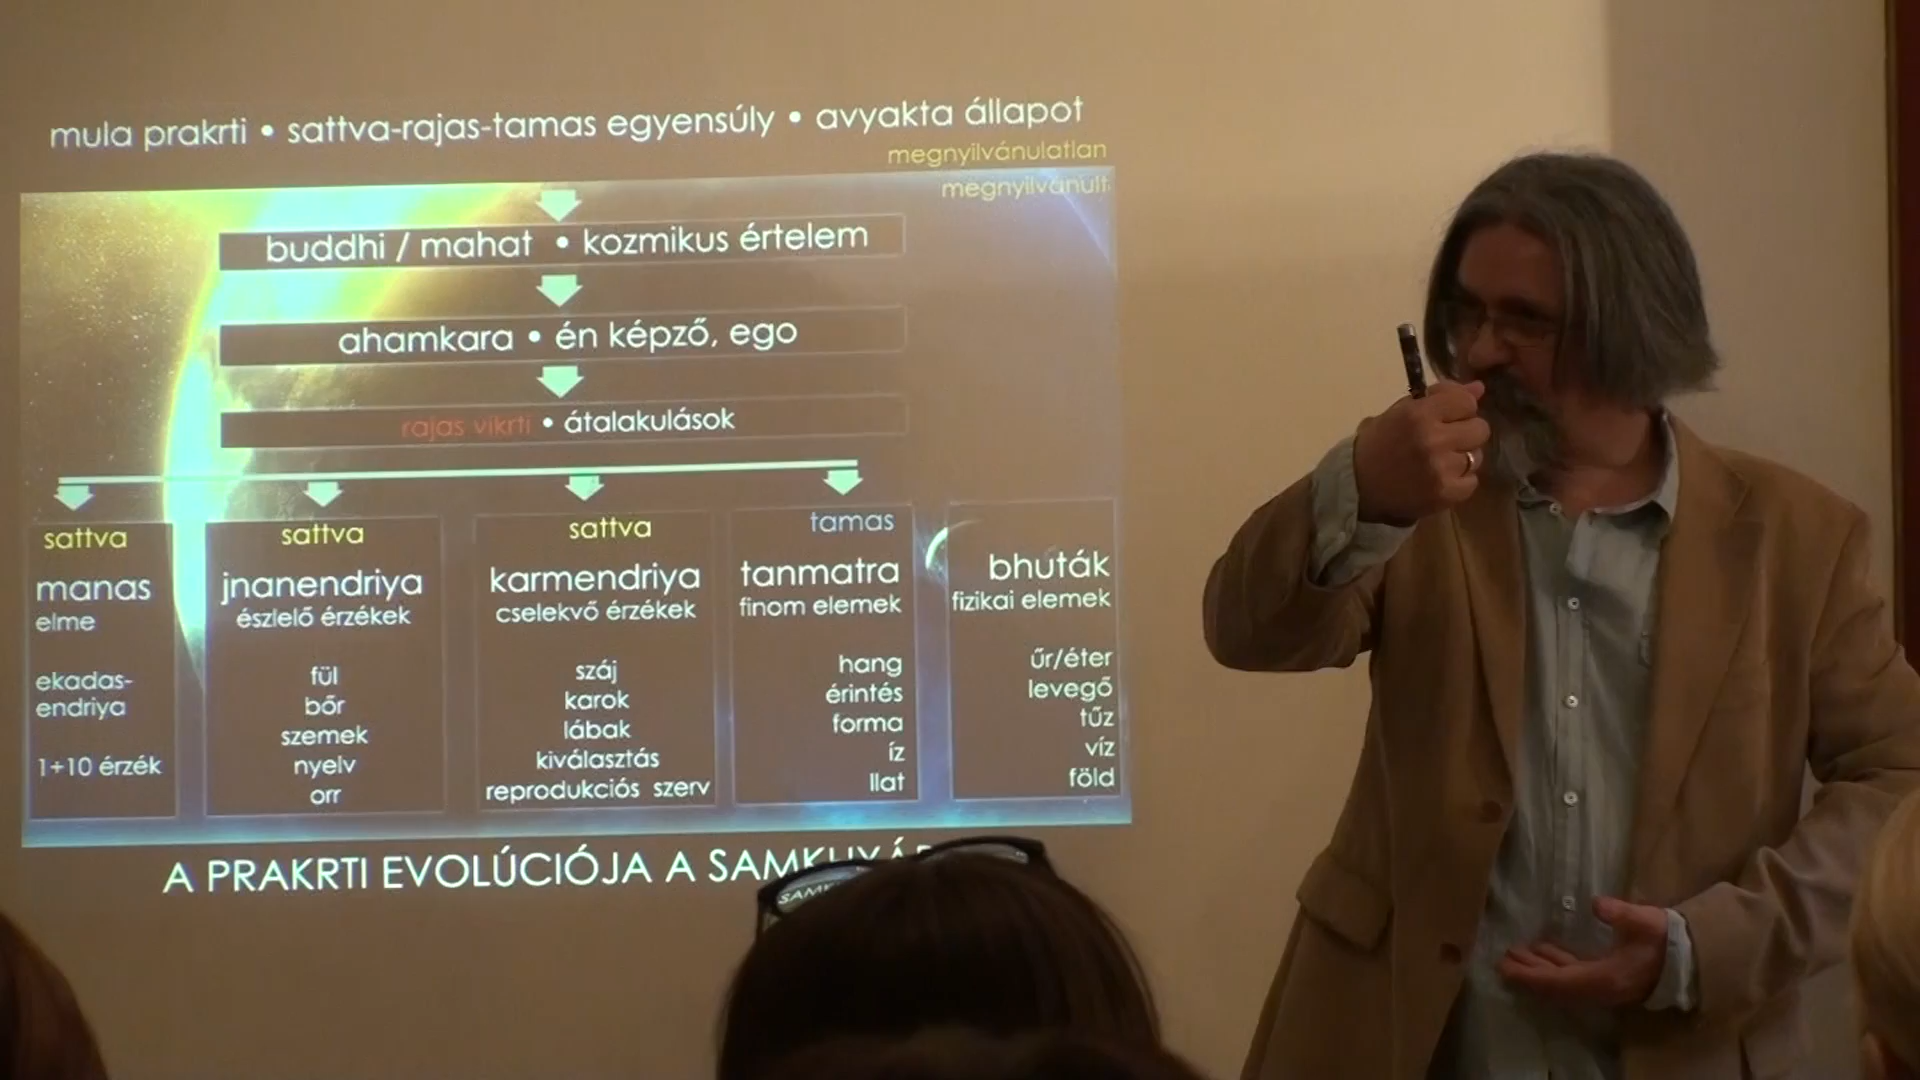 mula prakrti • sattva-rajas-tamas egyensúly • avyakta állapot
megnyilvánulatlan
megnyilvánult
buddhi / mahat • kozmikus értelem
ahamkara • én képző, ego
rajas vikrti • átalakulások
sattva
manas
elme
ekadas-
endriya
1+10 érzék
sattva
jnanendriya
észlelő érzékek
fül
bőr
szemek
nyelv
orr
sattva
karmendriya
cselekvő érzékek
száj
karok
lábak
kiválasztás
reprodukciós szerv
tamas
tanmatra
finom elemek
hang
érintés
forma
íz
llat
bhuták
fizikai elemek
űr/éter
levegő
tűz
víz
föld
A PRAKRTI EVOLÚCIÓJA A